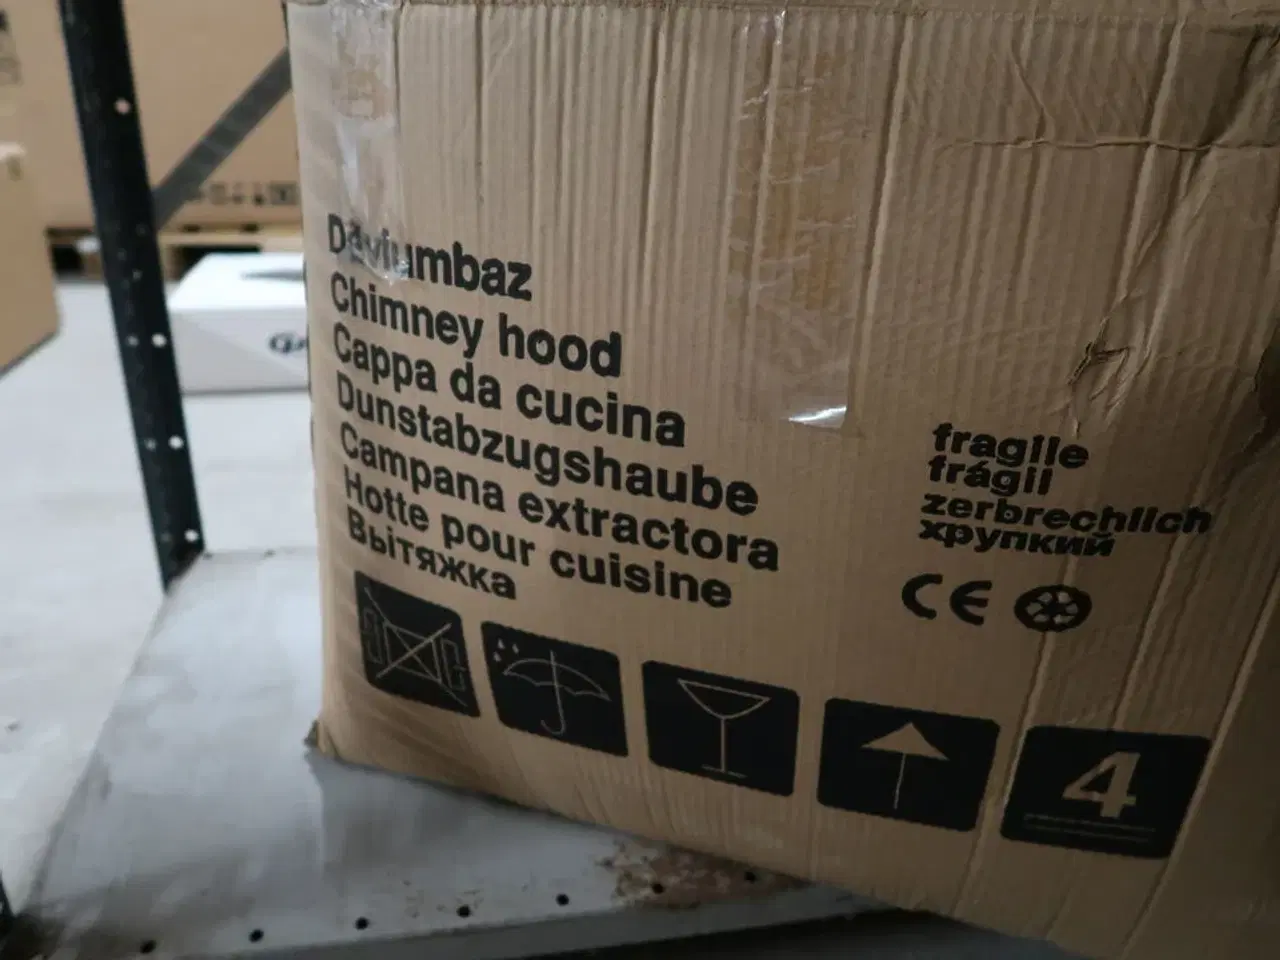 Davlumbaz
Chimney hood
Cappa da cucina
Dunstabzugshaube
Campana extractora
Hotte pour cuisine
Вытяжка
fragile
frágil
zerbrechlich
хрупкий
CE
4